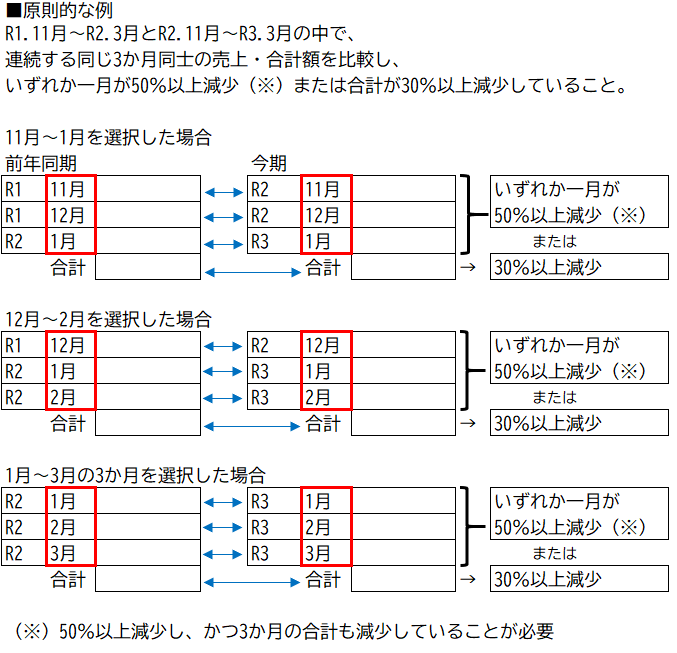 ■原則的な例
R1.11月～R2.3月とR2.11月～R3.3月の中で、
連続する同じ3か月同士の売上・合計額を比較し、
いずれか一月が50%以上減少（※）または合計が30%以上減少していること。
11月～1月を選択した場合
前年同期 今期
R1 11月 R2 11月 いずれか一月が
R1 12月 R2 12月 50%以上減少（※）
R2 1月 R3 1月 または
合計 合計 → 30%以上減少
12月～2月を選択した場合
R1 12月 R2 12月 いずれか一月が
R2 1月 R3 1月 50%以上減少（※）
R2 2月 R3 2月 または
合計 合計 → 30%以上減少
1月～3月の3か月を選択した場合
R2 1月 R3 1月 いずれか一月が
R2 2月 R3 2月 50%以上減少（※）
R2 3月 R3 3月 または
合計 合計 → 30%以上減少
（※）50%以上減少し、かつ3か月の合計も減少していることが必要